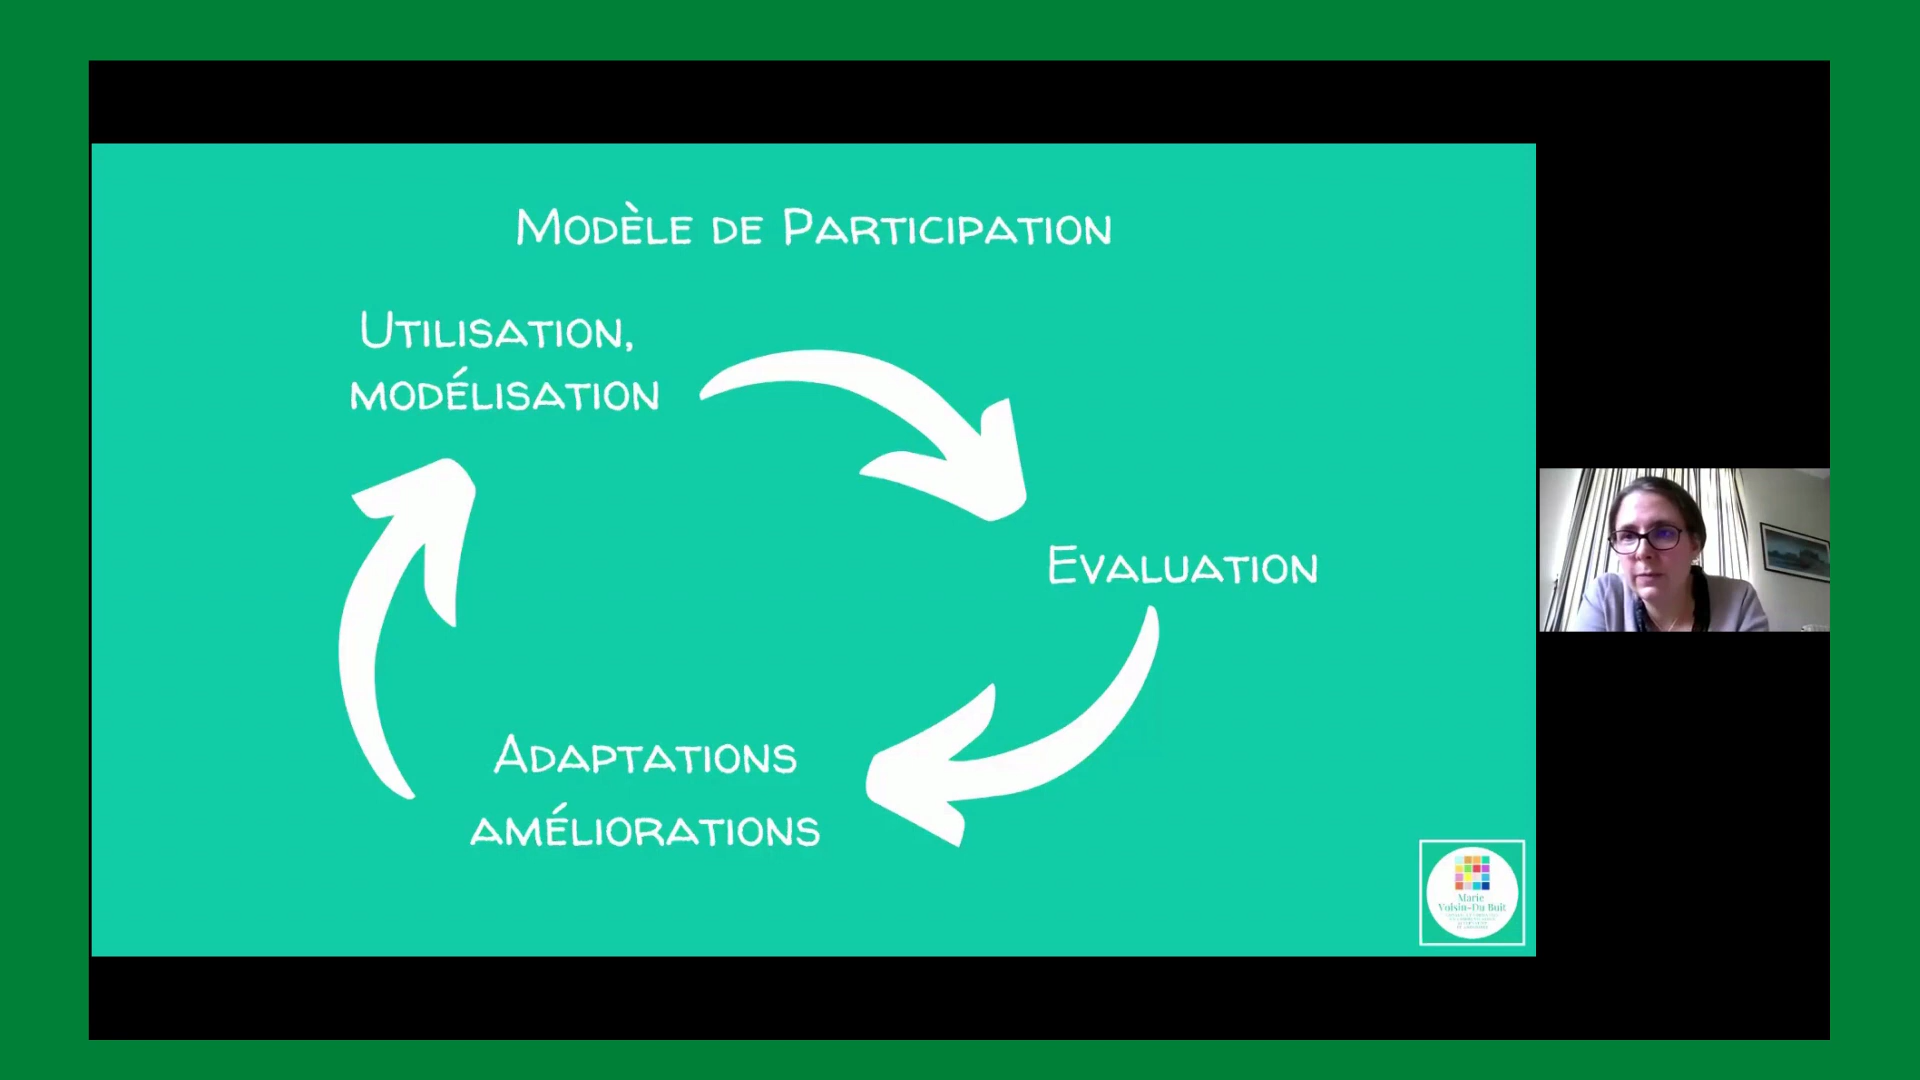 Modèle de Participation
Utilisation,
modélisation
Evaluation
Adaptations
améliorations
Marie
Voisin-Du Buit